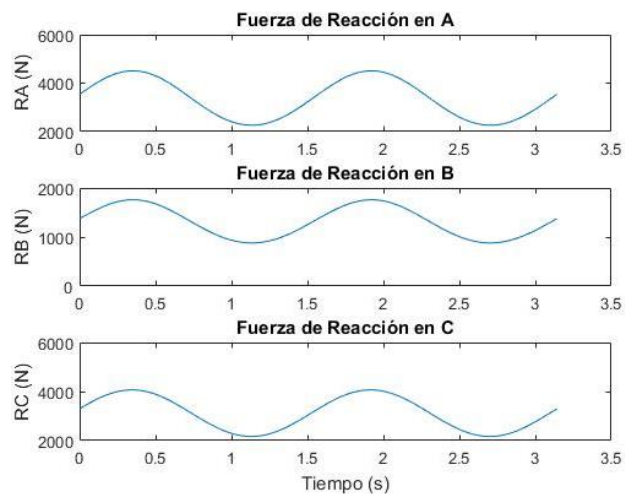 Fuerza de Reacción en A
6000
4000
2000
RA (N)
0 0.5 1 1.5 2 2.5 3 3.5
Fuerza de Reacción en B
2000
1000
0
RB (N)
0 0.5 1 1.5 2 2.5 3 3.5
Fuerza de Reacción en C
6000
4000
2000
RC (N)
0 0.5 1 1.5 2 2.5 3 3.5
Tiempo (s)